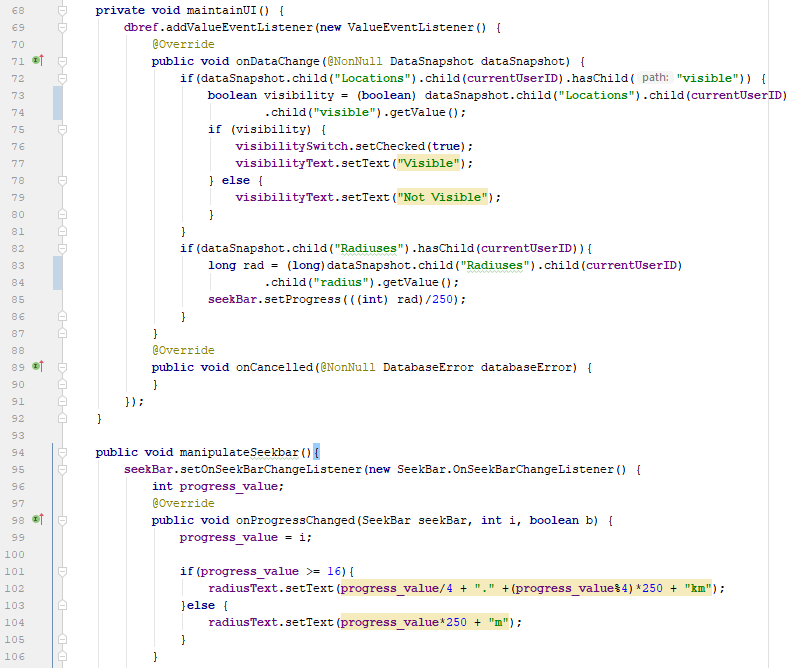 68 private void maintainUI() {
69 dbref.addValueEventListener(new ValueEventListener() {
70 @Override
71 public void onDataChange(@NonNull DataSnapshot dataSnapshot) {
72 if(dataSnapshot.child("Locations").child(currentUserID).hasChild( path: "visible")) {
73 boolean visibility = (boolean) dataSnapshot.child("Locations").child(currentUserID)
74 .child("visible").getValue();
75 if (visibility) {
76 visibilitySwitch.setChecked(true);
77 visibilityText.setText("Visible");
78 } else {
79 visibilityText.setText("Not Visible");
80 }
81 }
82 if(dataSnapshot.child("Radiuses").hasChild(currentUserID)){
83 long rad = (long)dataSnapshot.child("Radiuses").child(currentUserID)
84 .child("radius").getValue();
85 seekBar.setProgress(((int) rad)/250);
86 }
87 }
88 @Override
89 public void onCancelled(@NonNull DatabaseError databaseError) {
90 }
91 });
92 }
93
94 public void manipulateSeekbar(){
95 seekBar.setOnSeekBarChangeListener(new SeekBar.OnSeekBarChangeListener() {
96 int progress_value;
97 @Override
98 public void onProgressChanged(SeekBar seekBar, int i, boolean b) {
99 progress_value = i;
100
101 if(progress_value >= 16){
102 radiusText.setText(progress_value/4 + "." +(progress_value%4)*250 + "km");
103 }else {
104 radiusText.setText(progress_value*250 + "m");
105 }
106 }